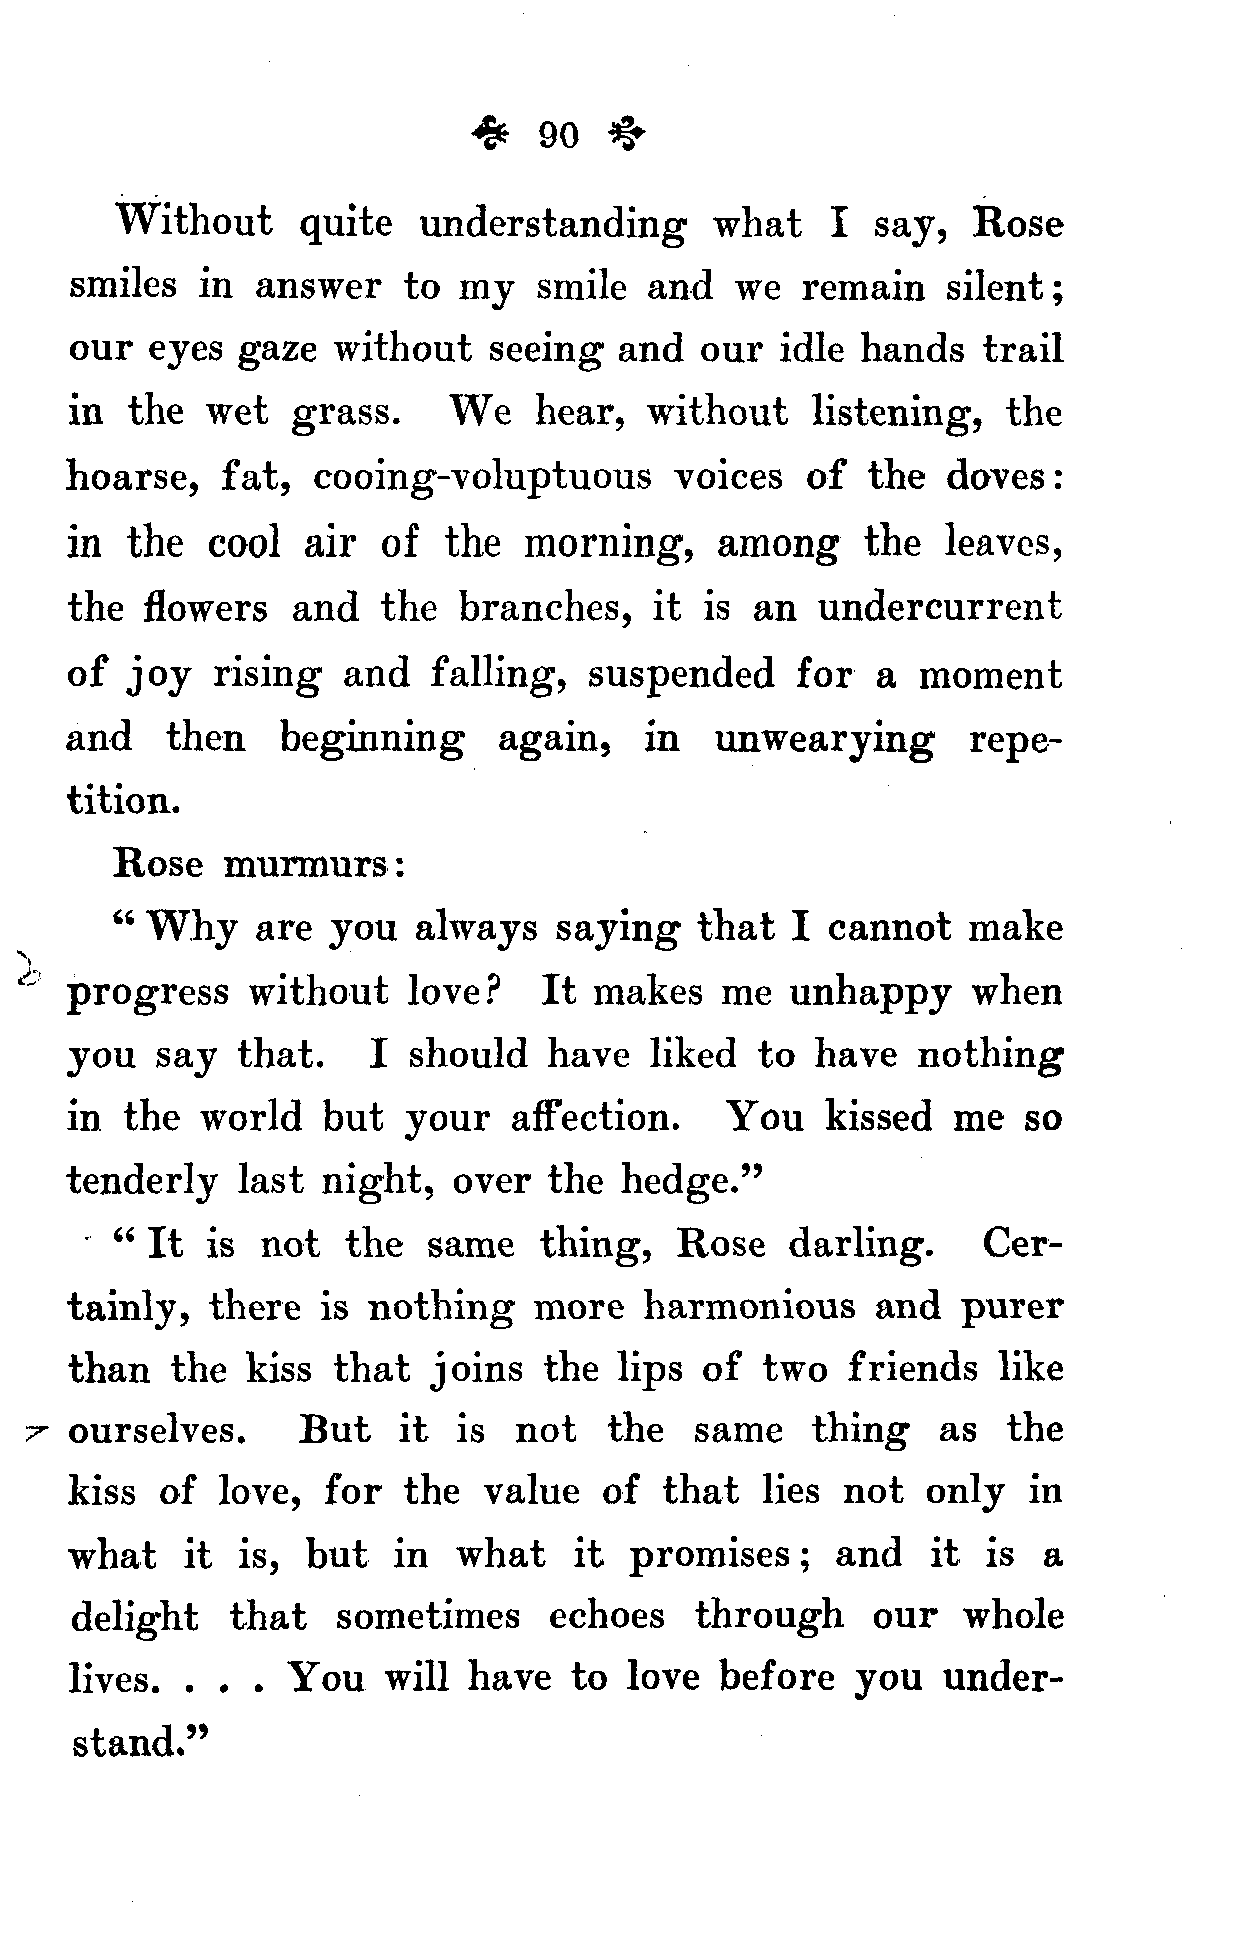 90
Without quite understanding what I say, Rose
smiles in answer to my smile and we remain silent;
our eyes gaze without seeing and our idle hands trail
in the wet grass. We hear, without listening, the
hoarse, fat, cooing-voluptuous voices of the doves:
in the cool air of the morning, among the leaves,
the flowers and the branches, it is an undercurrent
of joy rising and falling, suspended for a moment
and then beginning again, in unwearying repe-
tition.
Rose murmurs:
"Why are you always saying that I cannot make
progress without love? It makes me unhappy when
you say that. I should have liked to have nothing
in the world but your affection. You kissed me so
tenderly last night, over the hedge."
"It is not the same thing, Rose darling. Cer-
tainly, there is nothing more harmonious and purer
than the kiss that joins the lips of two friends like
ourselves. But it is not the same thing as the
kiss of love, for the value of that lies not only in
what it is, but in what it promises; and it is a
delight that sometimes echoes through our whole
lives. . . . You will have to love before you under-
stand."